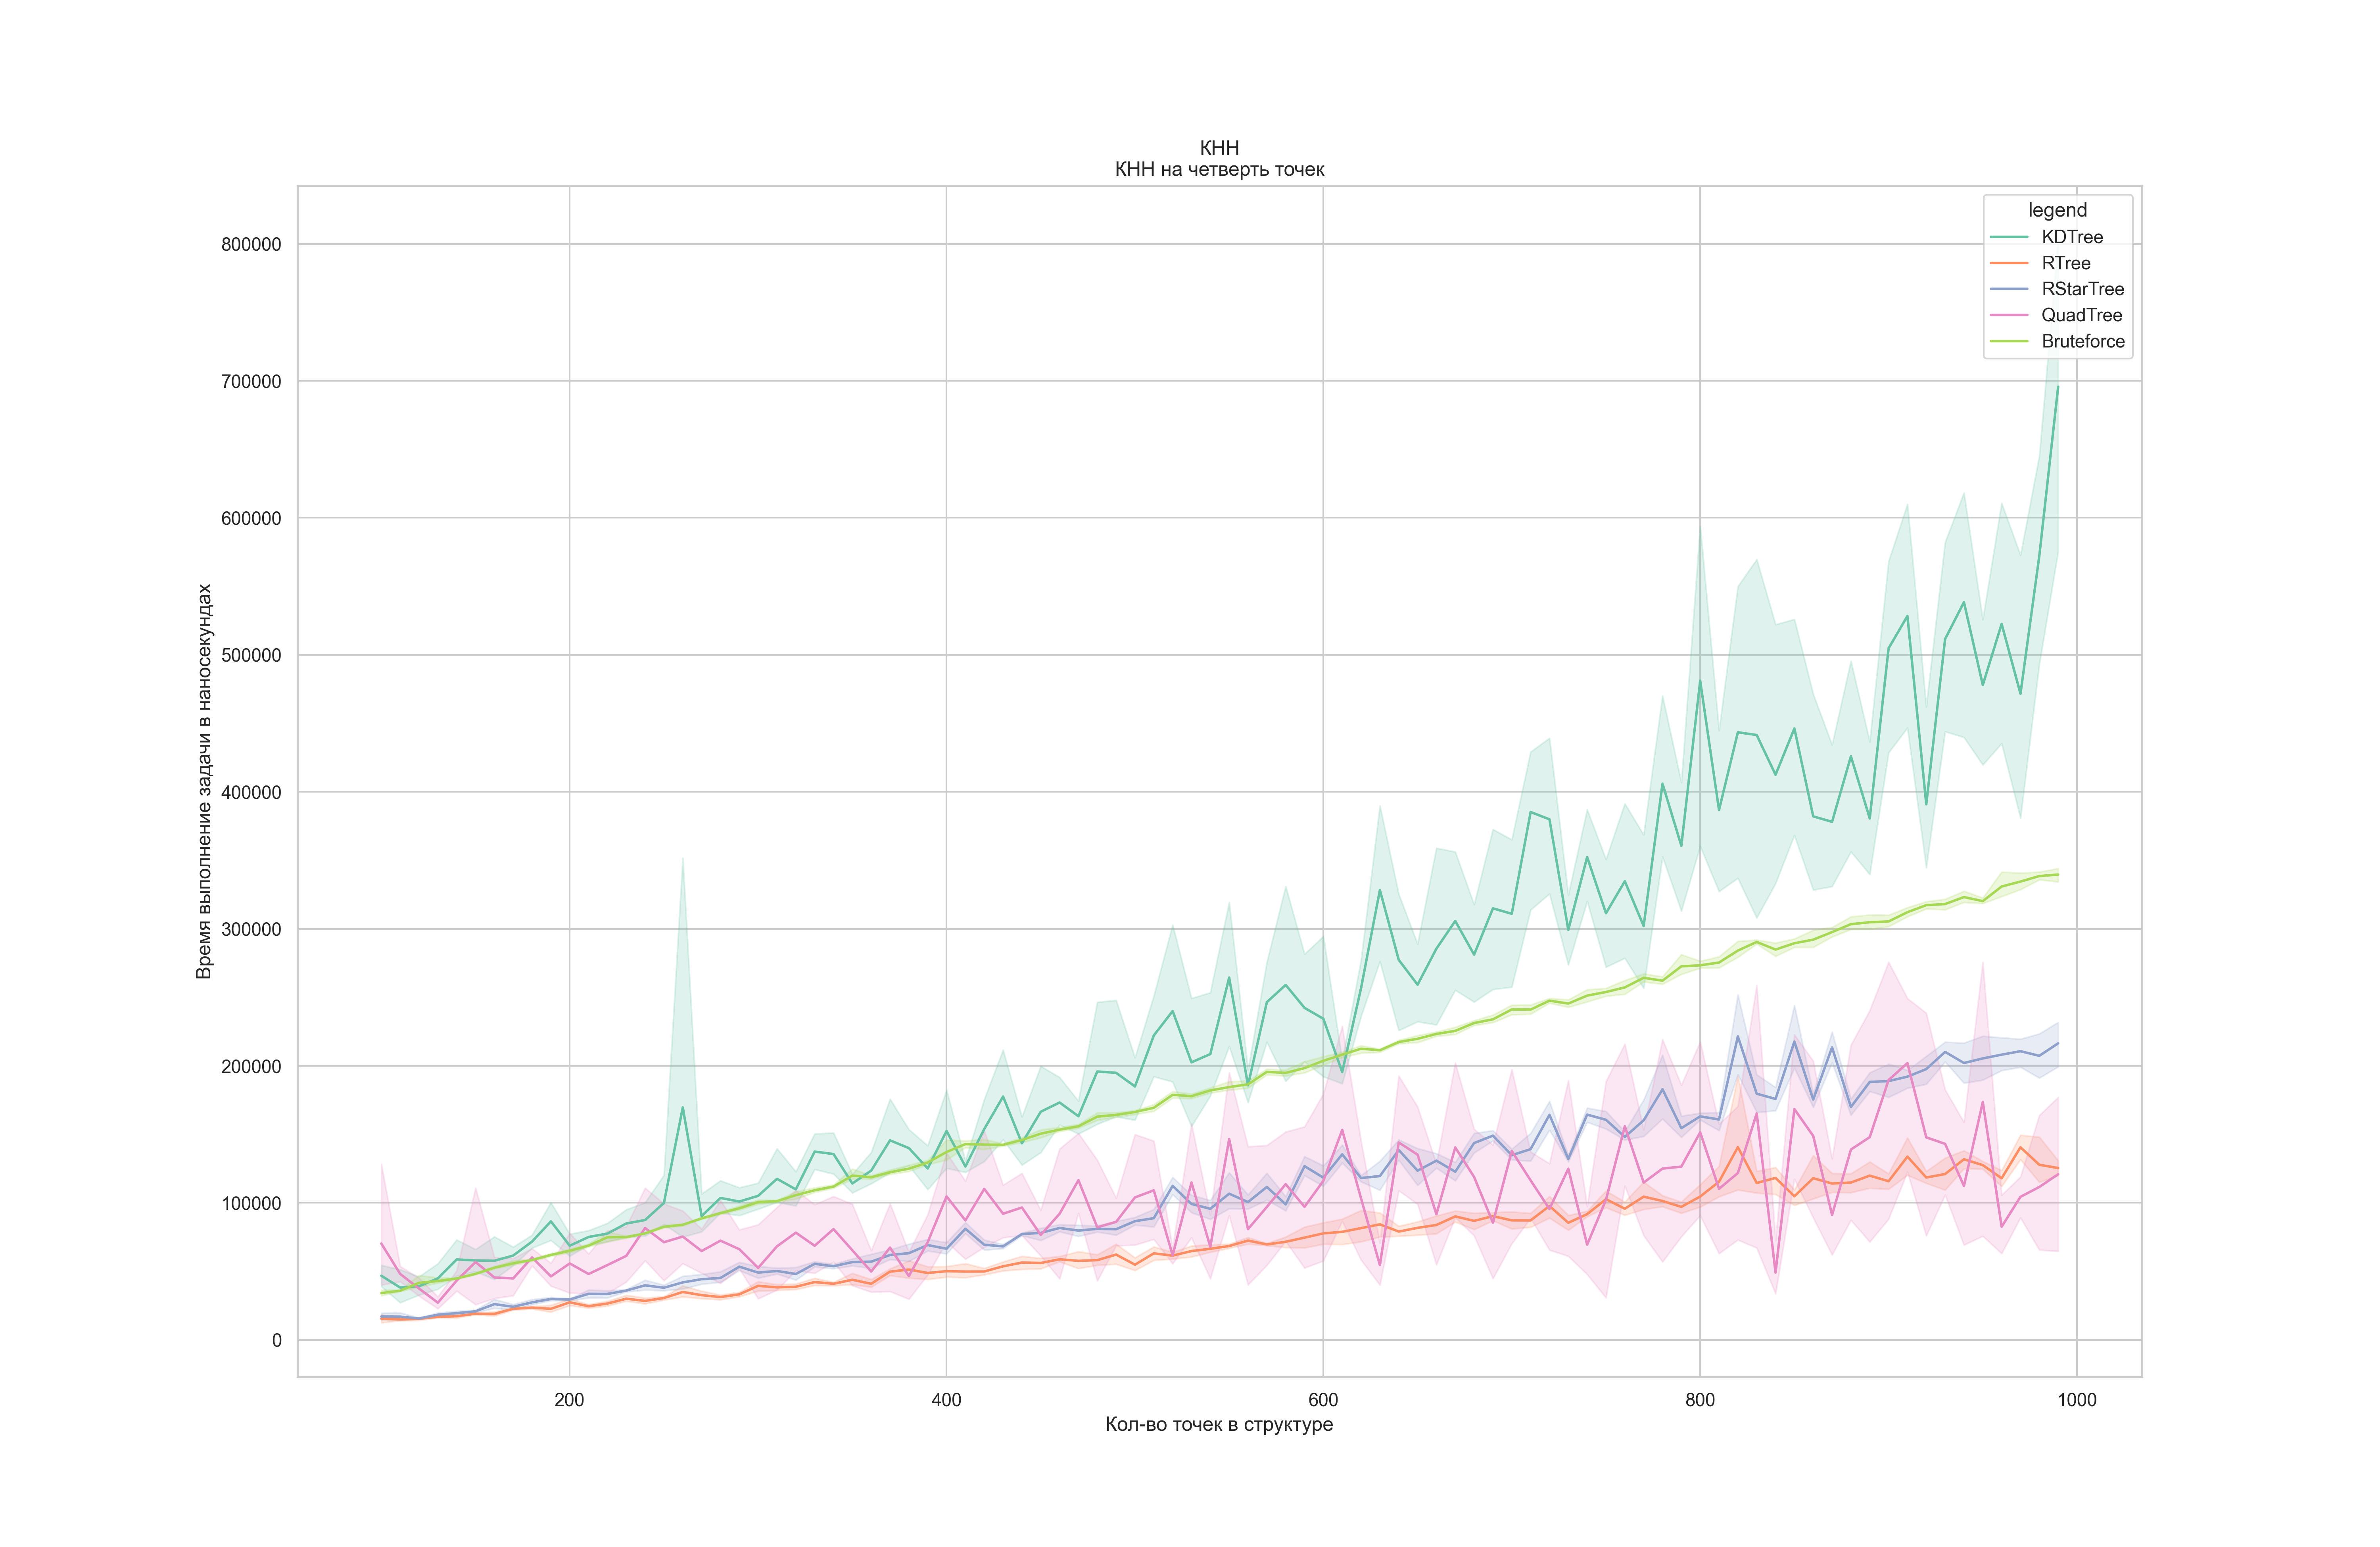 КНН
КНН на четверть точек
legend
KDTree
RTree
RStarTree
QuadTree
Bruteforce
Время выполнение задачи в наносекундах
800000
700000
600000
500000
400000
300000
200000
100000
0
200
400
600
800
1000
Кол-во точек в структуре